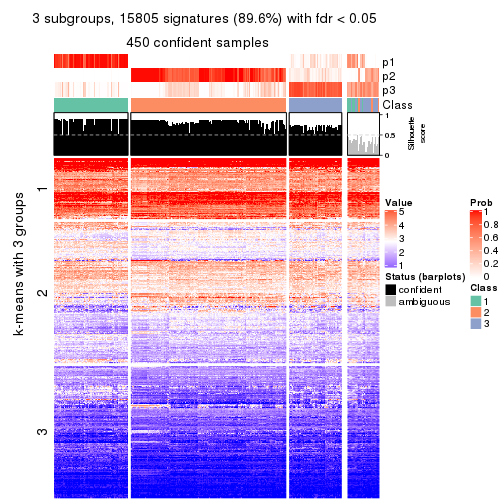 3 subgroups, 15805 signatures (89.6%) with fdr < 0.05
450 confident samples
p1
p2
p3
Class
1
0.5
0
Silhouette
score
k-means with 3 groups
1
2
3
Value
5
4
3
2
1
Status (barplots)
confident
ambiguous
Prob
1
0.8
0.6
0.4
0.2
0
Class
1
2
3